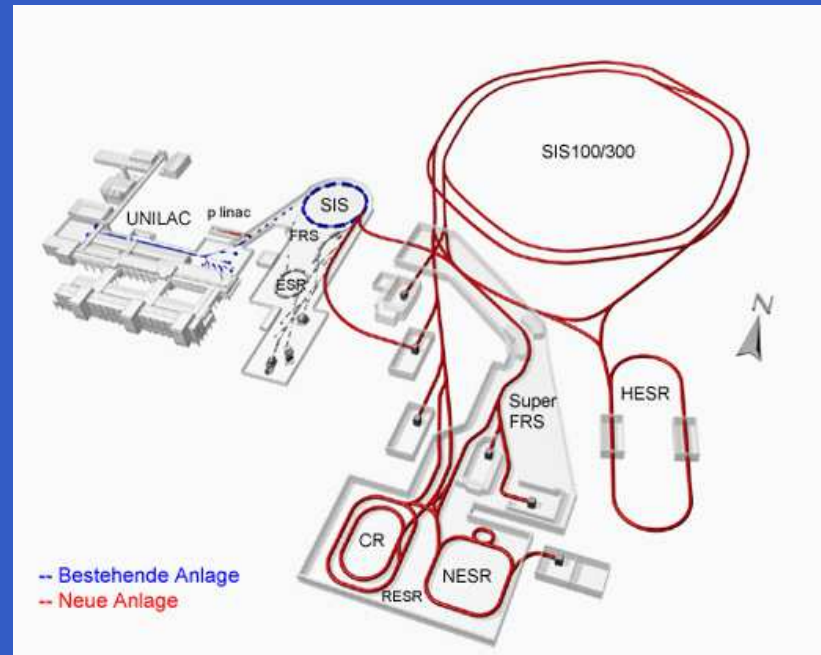 SIS100/300
UNILAC
p linac
SIS
FRS
ESR
N
HESR
Super
FRS
CR
NESR
RESR
-- Bestehende Anlage
-- Neue Anlage